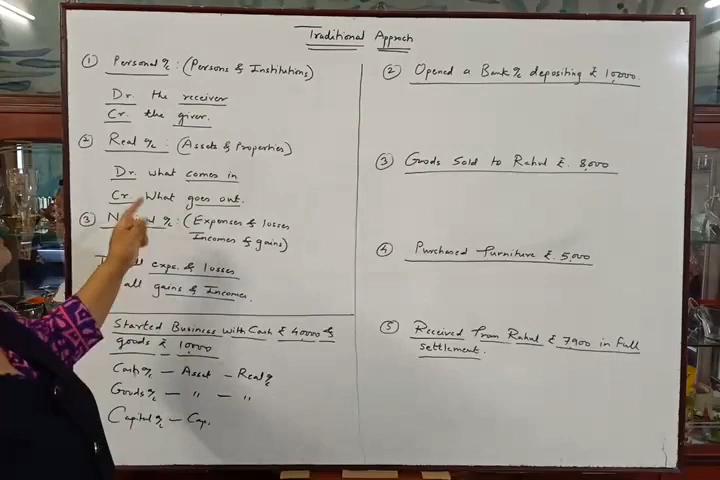 Traditional Approach
① Personal a/c : (Persons & Institutions)
Dr. the receiver
Cr. the giver.
② Real a/c : (Assets & Properties)
Dr. what comes in
Cr. What goes out.
③ a/c : (Expenses & losses
Incomes & gains)
exps. & losses
all gains & Incomes.
Started Business with Cash ₹ 40000 &
goods ₹ 10000
Cash a/c — Asset — Real a/c
Goods a/c — " — "
Capital a/c — Cap.
② Opened a Bank a/c depositing ₹ 10,000.
③ Goods Sold to Rahul ₹. 8,000
④ Purchased furniture ₹. 5,000
⑤ Received from Rahul ₹ 7900 in full
settlement.